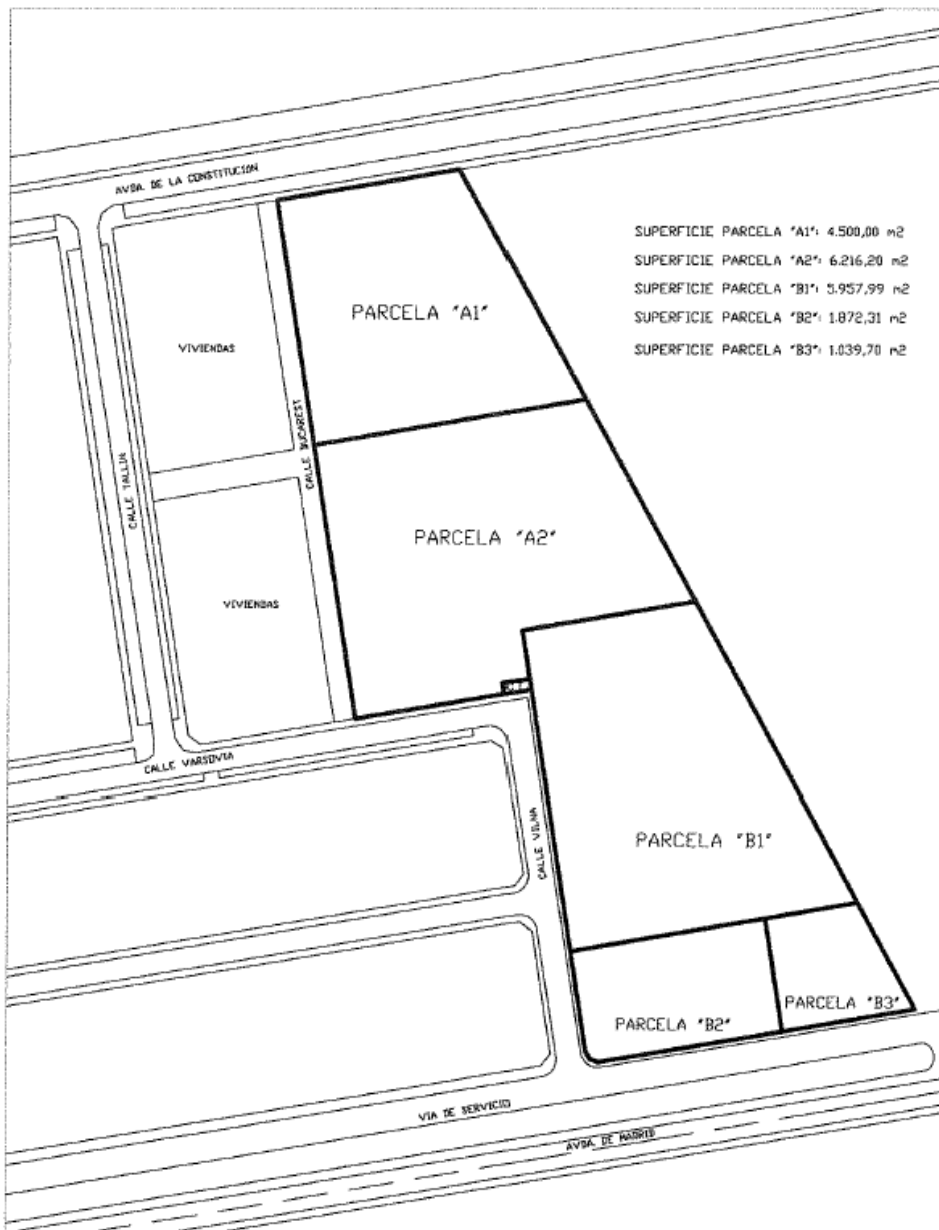 AVDA. DE LA CONSTITUCION
SUPERFICIE PARCELA "A1": 4.500,00 m2
SUPERFICIE PARCELA "A2": 6.216,20 m2
SUPERFICIE PARCELA "B1": 5.957,99 m2
SUPERFICIE PARCELA "B2": 1.872,31 m2
SUPERFICIE PARCELA "B3": 1.039,70 m2
PARCELA "A1"
VIVIENDAS
CALLE BUCAREST
CALLE TALLIN
PARCELA "A2"
VIVIENDAS
CALLE VARSOVIA
CALLE VILNA
PARCELA "B1"
PARCELA "B2"
PARCELA "B3"
VIA DE SERVICIO
AVDA. DE MADRID